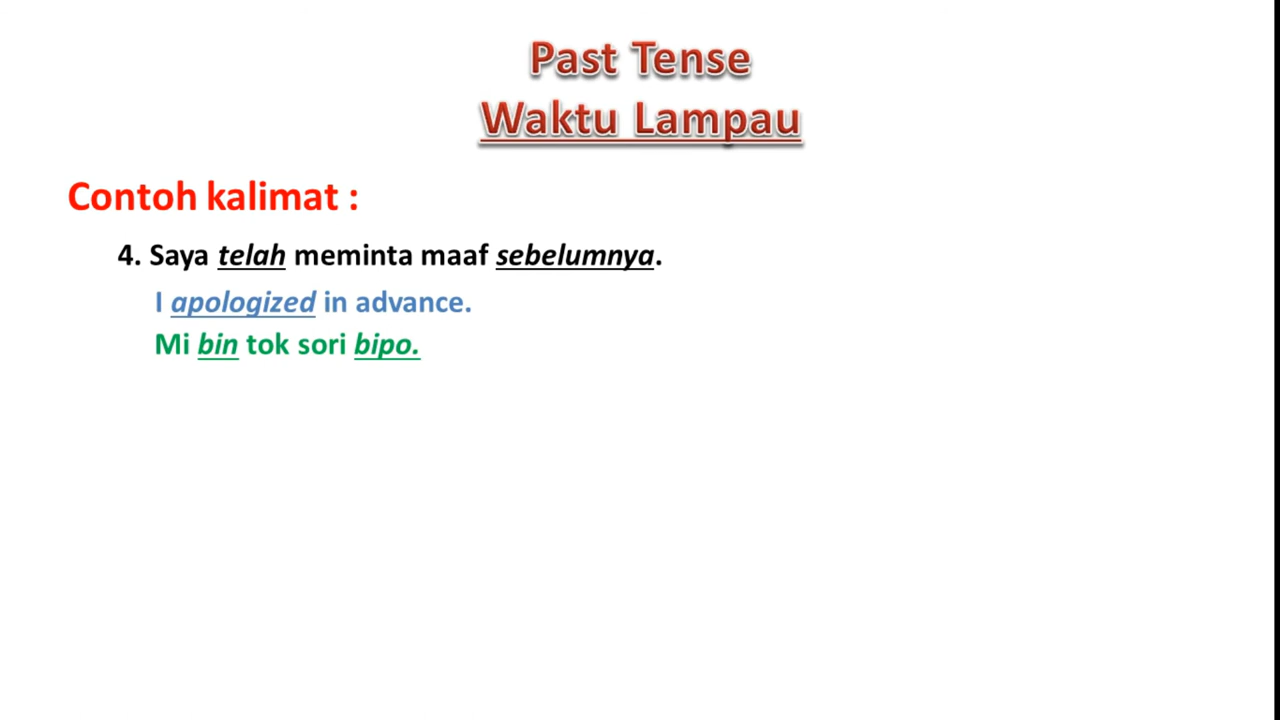 Past Tense
Waktu Lampau
Contoh kalimat :
4. Saya telah meminta maaf sebelumnya.
I apologized in advance.
Mi bin tok sori bipo.